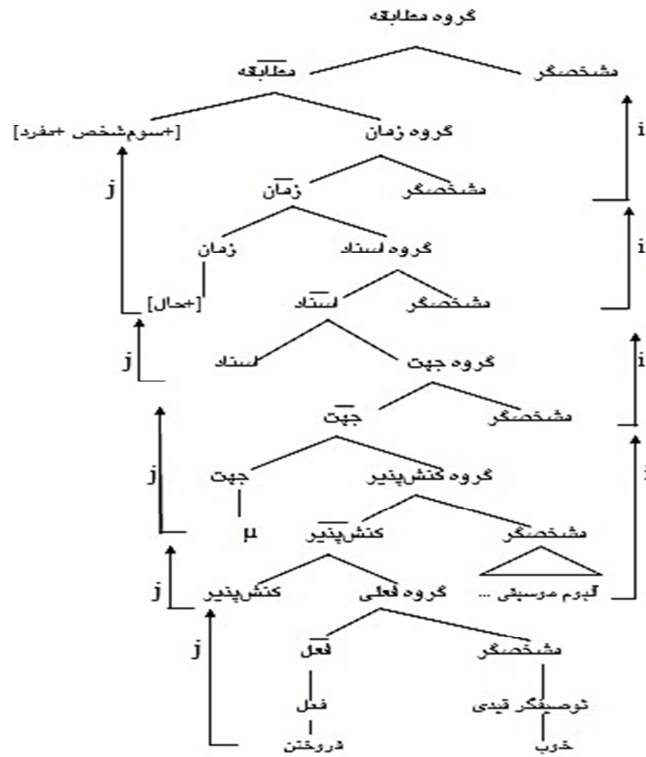 گروه مطابقه
مشخصگر مطابقه
گروه زمان [+سوم‌شخص +مفرد]
i
j
مشخصگر زمان
i
گروه اسناد زمان
مشخصگر اسناد [+حال]
i
j
گروه جهت اسناد
مشخصگر جهت
i
j
گروه کنش‌پذیر جهت
مشخصگر کنش‌پذیر µ
j
آلبوم موسیقی ... گروه فعلی کنش‌پذیر
j
مشخصگر فعل
توصیفگر قیدی فعل
خوب فروختن